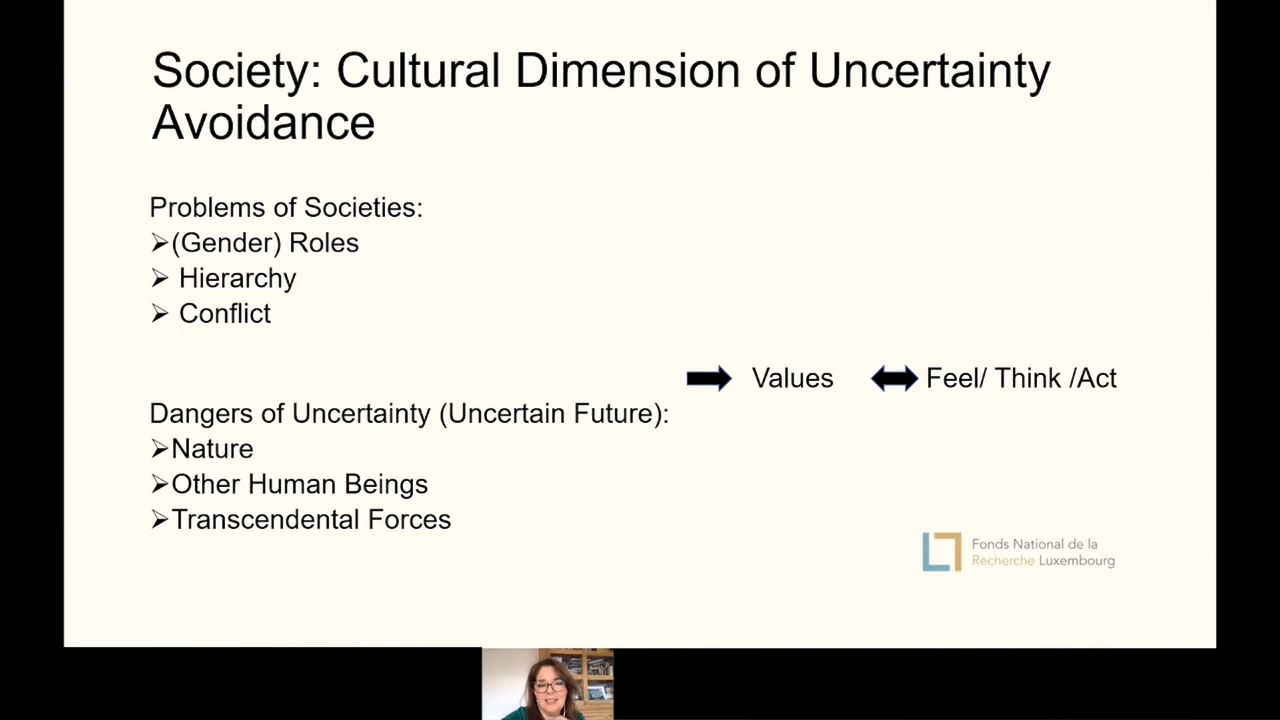 Society: Cultural Dimension of Uncertainty
Avoidance
Problems of Societies:
➢(Gender) Roles
➢ Hierarchy
➢ Conflict
Values Feel/ Think /Act
Dangers of Uncertainty (Uncertain Future):
➢Nature
➢Other Human Beings
➢Transcendental Forces
Fonds National de la
Recherche Luxembourg